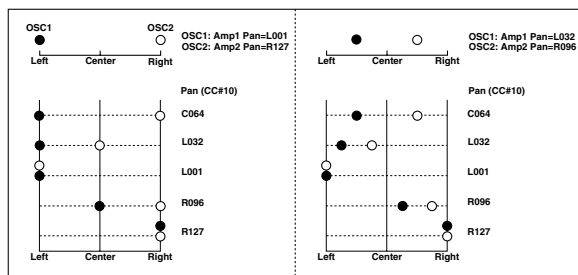 OSC1 OSC2
OSC1: Amp1 Pan=L001
OSC2: Amp2 Pan=R127
Left Center Right
Pan (CC#10)
C064
L032
L001
R096
R127
Left Center Right
OSC1: Amp1 Pan=L032
OSC2: Amp2 Pan=R096
Left Center Right
Pan (CC#10)
C064
L032
L001
R096
R127
Left Center Right